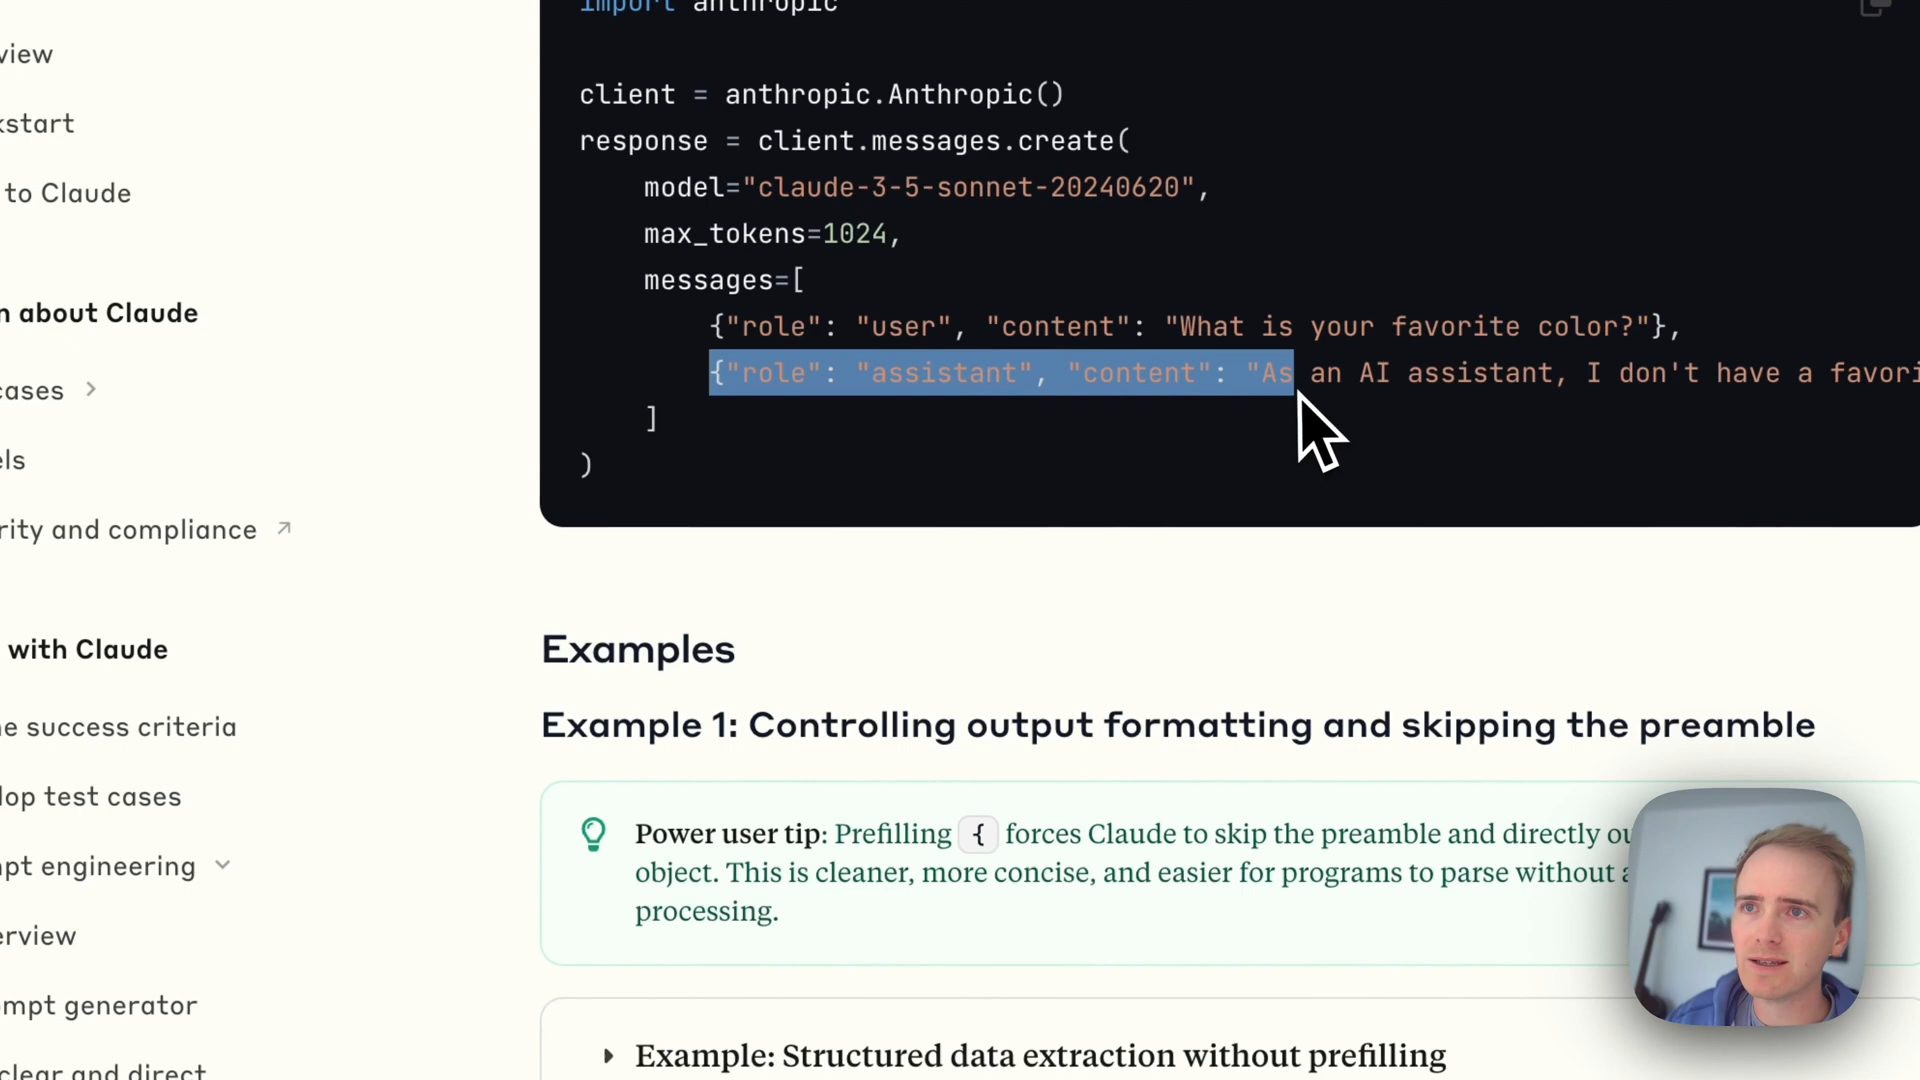 import anthropic
client = anthropic.Anthropic()
response = client.messages.create(
model="claude-3-5-sonnet-20240620",
max_tokens=1024,
messages=[
{"role": "user", "content": "What is your favorite color?"},
{"role": "assistant", "content": "As an AI assistant, I don't have a favori
]
)
view
kstart
to Claude
n about Claude
cases
els
rity and compliance
with Claude
ne success criteria
lop test cases
mpt engineering
erview
ompt generator
clear and direct
Examples
Example 1: Controlling output formatting and skipping the preamble
Power user tip: Prefilling { forces Claude to skip the preamble and directly ou
object. This is cleaner, more concise, and easier for programs to parse without a
processing.
Example: Structured data extraction without prefilling